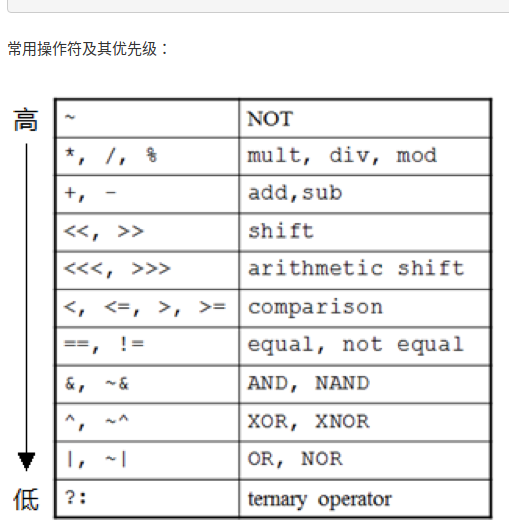 常用操作符及其优先级：
高
~ NOT
*, /, % mult, div, mod
+, - add,sub
<<, >> shift
<<<, >>> arithmetic shift
<, <=, >, >= comparison
==, != equal, not equal
&, ~& AND, NAND
^, ~^ XOR, XNOR
|, ~| OR, NOR
低
?: ternary operator